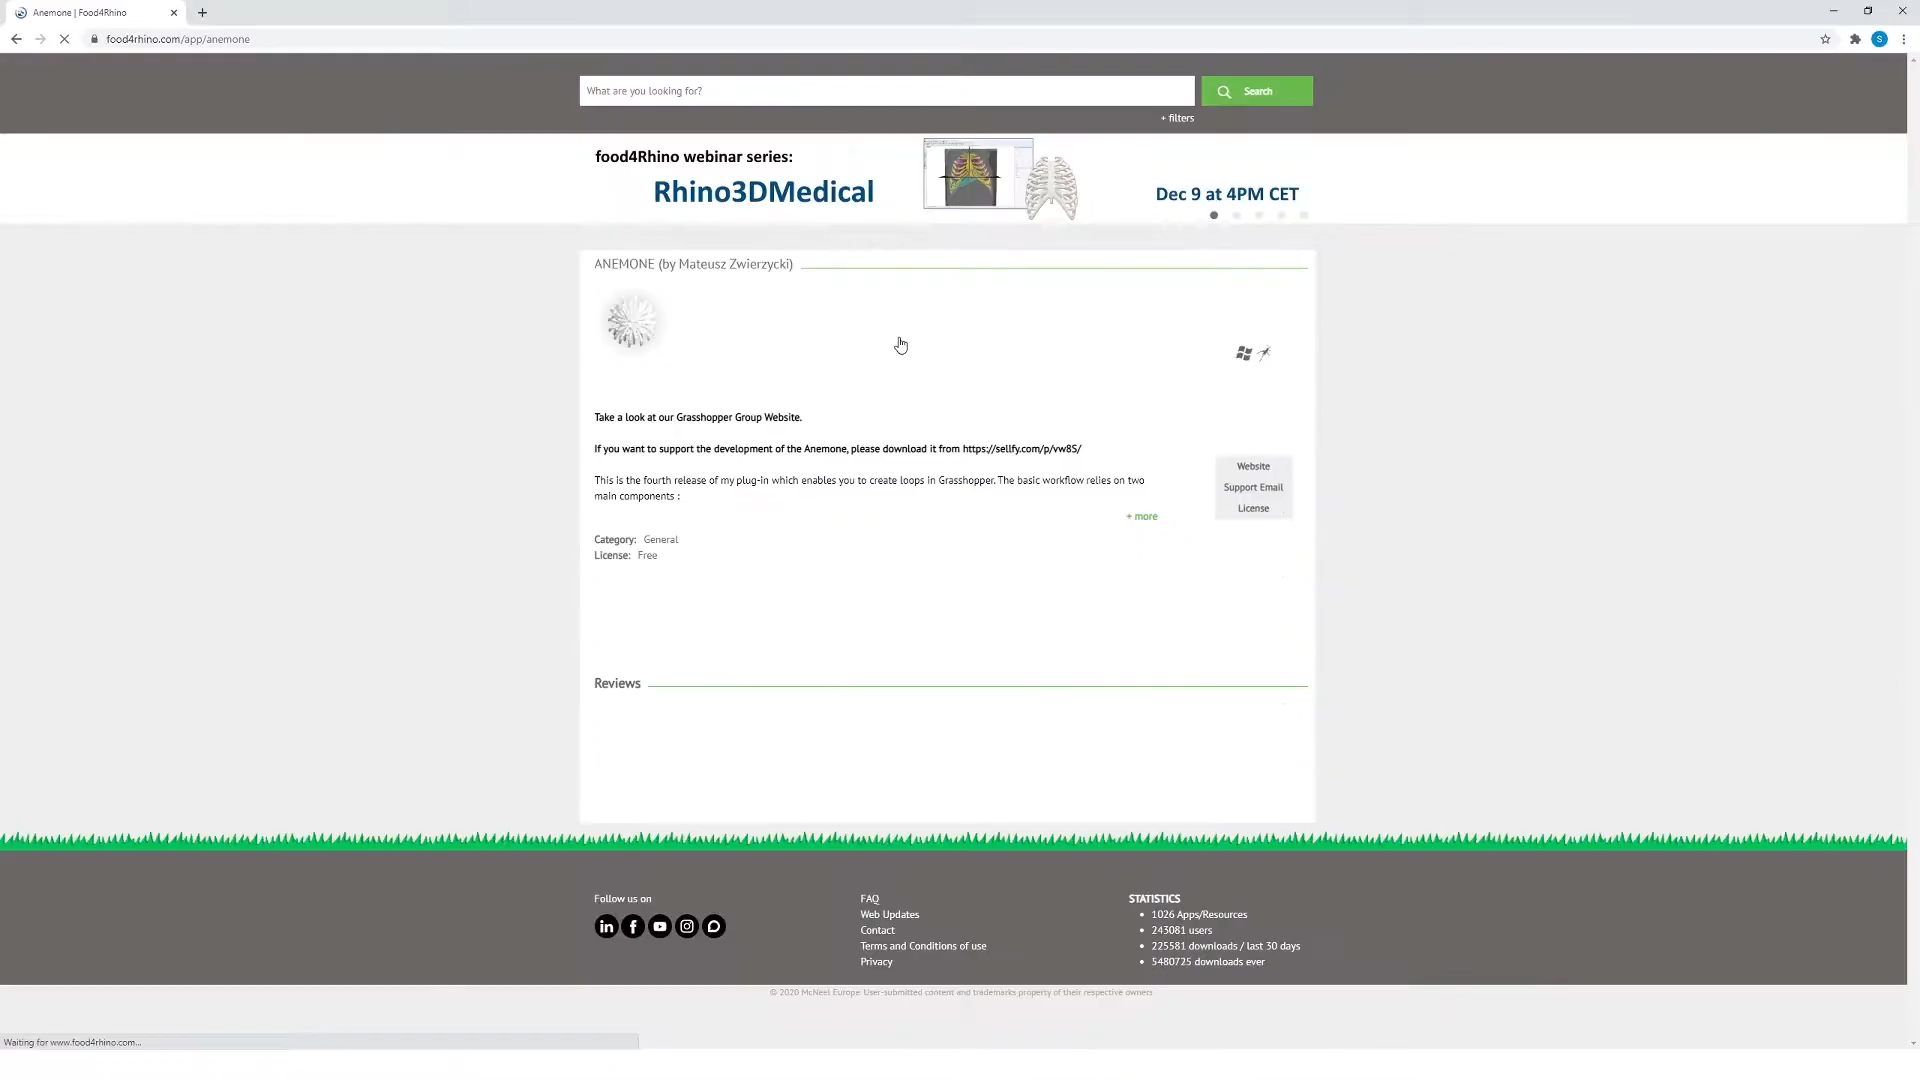 Anemone | Food4Rhino
food4rhino.com/app/anemone
S
What are you looking for?
Search
+ filters
food4Rhino webinar series:
Rhino3DMedical
Dec 9 at 4PM CET
ANEMONE (by Mateusz Zwierzycki)
Take a look at our Grasshopper Group Website.
If you want to support the development of the Anemone, please download it from https://sellfy.com/p/vw8S/
This is the fourth release of my plug-in which enables you to create loops in Grasshopper. The basic workflow relies on two
main components :
+ more
Website
Support Email
License
Category: General
License: Free
Reviews
Follow us on
FAQ
Web Updates
Contact
Terms and Conditions of use
Privacy
STATISTICS
1026 Apps/Resources
243081 users
225581 downloads / last 30 days
5480725 downloads ever
© 2020 McNeel Europe. User-submitted content and trademarks property of their respective owners
Waiting for www.food4rhino.com...